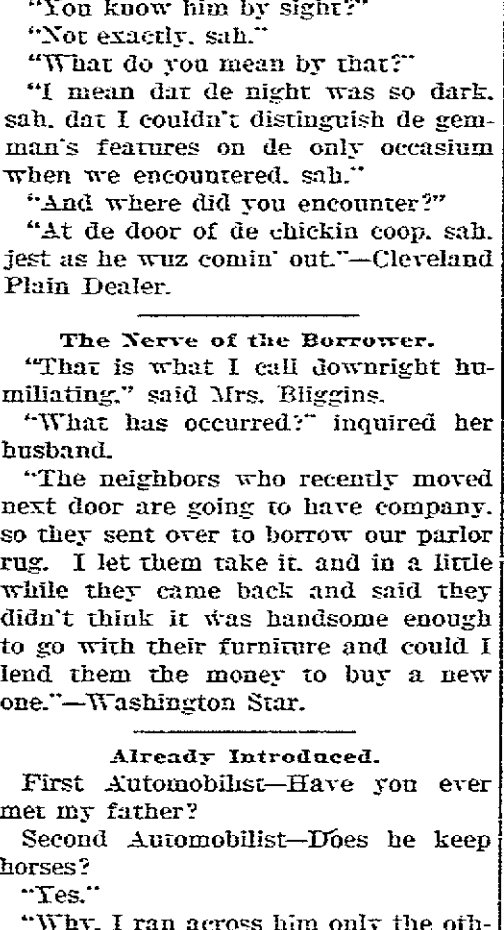 "You know him by sight?"
"Not exactly, sah."
"What do you mean by that?"
"I mean dat de night was so dark,
sah, dat I couldn't distinguish de gem-
man's features on de only occasium
when we encountered, sah."
"And where did you encounter?"
"At de door of de chickin coop, sah,
jest as he wuz comin' out."—Cleveland
Plain Dealer.
The Nerve of the Borrower.
"That is what I call downright hu-
miliating," said Mrs. Bliggins.
"What has occurred?" inquired her
husband.
"The neighbors who recently moved
next door are going to have company,
so they sent over to borrow our parlor
rug. I let them take it, and in a little
while they came back and said they
didn't think it was handsome enough
to go with their furniture and could I
lend them the money to buy a new
one."—Washington Star.
Already Introduced.
First Automobilist—Have you ever
met my father?
Second Automobilist—Does he keep
horses?
"Yes."
"Why, I ran across him only the oth-